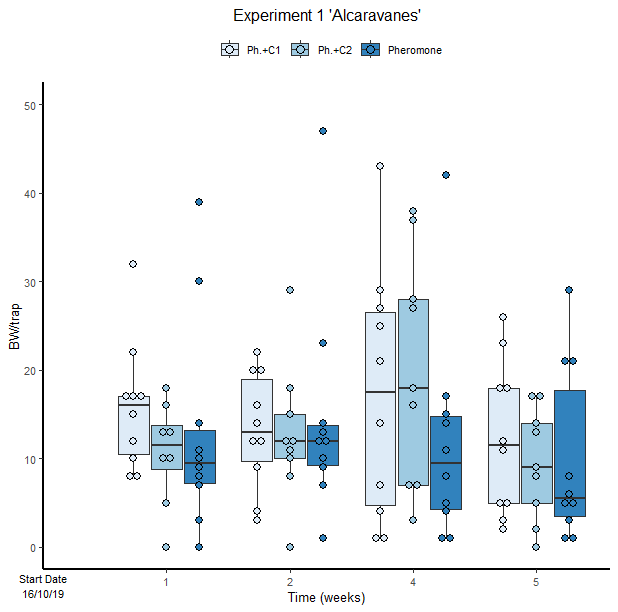 Experiment 1 'Alcaravanes'
Ph.+C1 Ph.+C2 Pheromone
BW/trap
50
40
30
20
10
0
Start Date
16/10/19
1 2 4 5
Time (weeks)